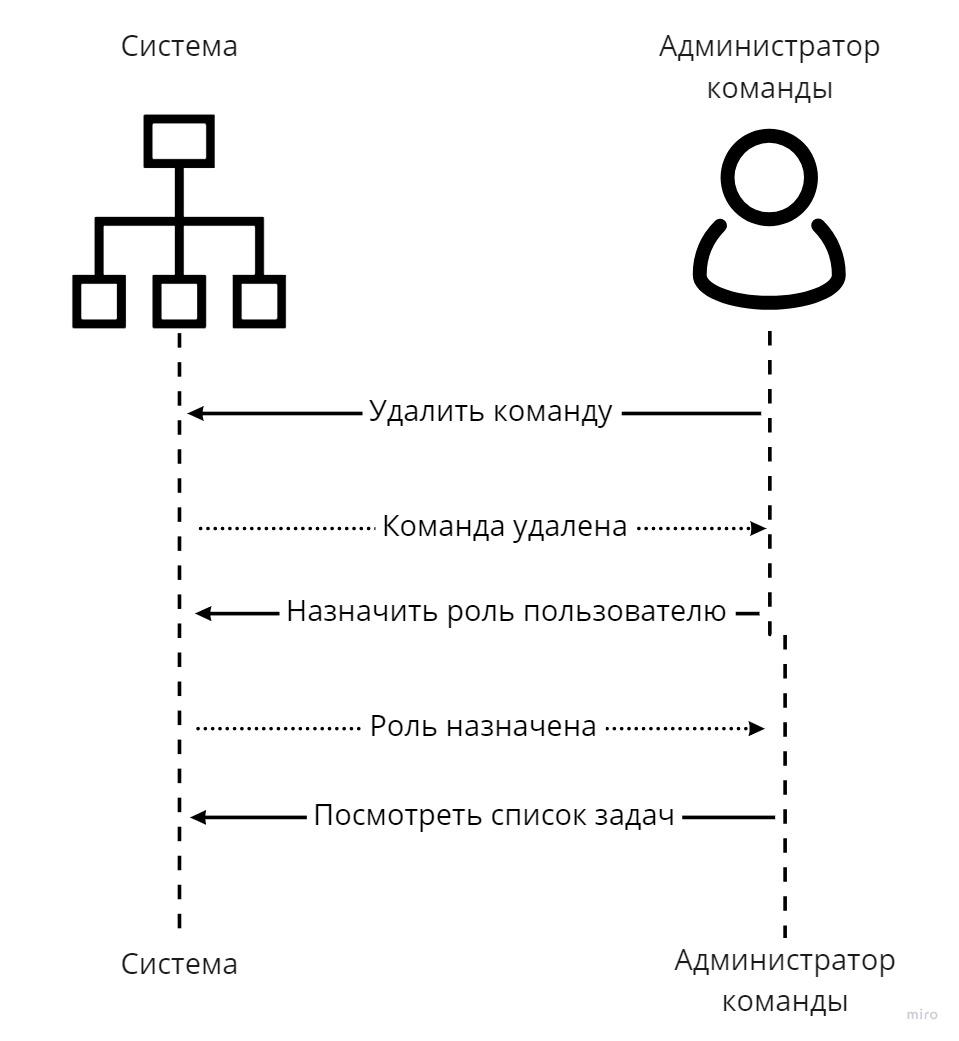 Система
Администратор
команды
Удалить команду
Команда удалена
Назначить роль пользователю
Роль назначена
Посмотреть список задач
Система
Администратор
команды
miro